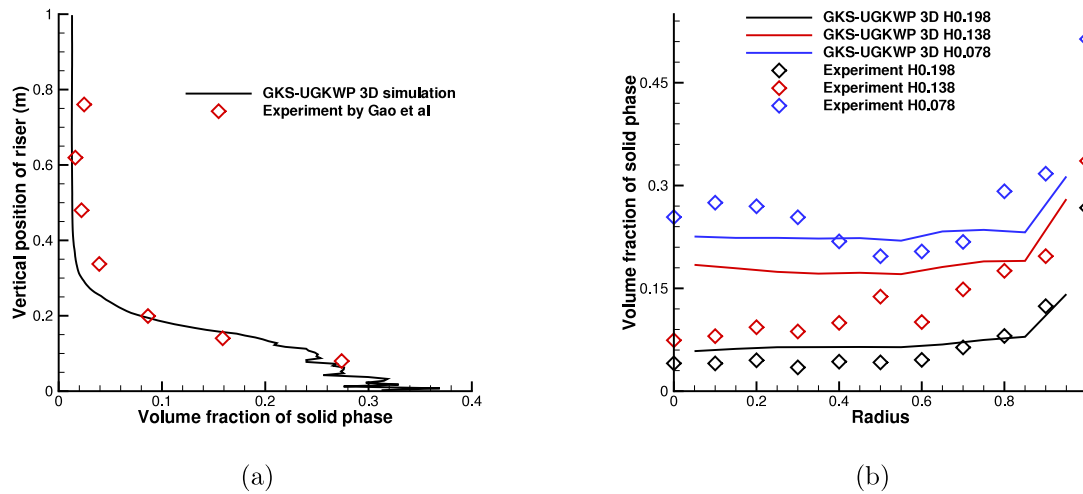 Vertical position of riser (m)
1
0.8
0.6
0.4
0.2
0
0
0.1
0.2
0.3
0.4
Volume fraction of solid phase
GKS-UGKWP 3D simulation
Experiment by Gao et al
(a)
Volume fraction of solid phase
0.45
0.3
0.15
0
0
0.2
0.4
0.6
0.8
Radius
GKS-UGKWP 3D H0.198
GKS-UGKWP 3D H0.138
GKS-UGKWP 3D H0.078
Experiment H0.198
Experiment H0.138
Experiment H0.078
(b)